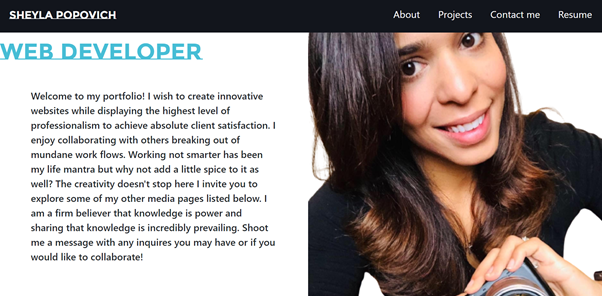 SHEYLA POPOVICH
About Projects Contact me Resume
WEB DEVELOPER
Welcome to my portfolio! I wish to create innovative
websites while displaying the highest level of
professionalism to achieve absolute client satisfaction. I
enjoy collaborating with others breaking out of
mundane work flows. Working not smarter has been
my life mantra but why not add a little spice to it as
well? The creativity doesn't stop here I invite you to
explore some of my other media pages listed below. I
am a firm believer that knowledge is power and
sharing that knowledge is incredibly prevailing. Shoot
me a message with any inquires you may have or if you
would like to collaborate!